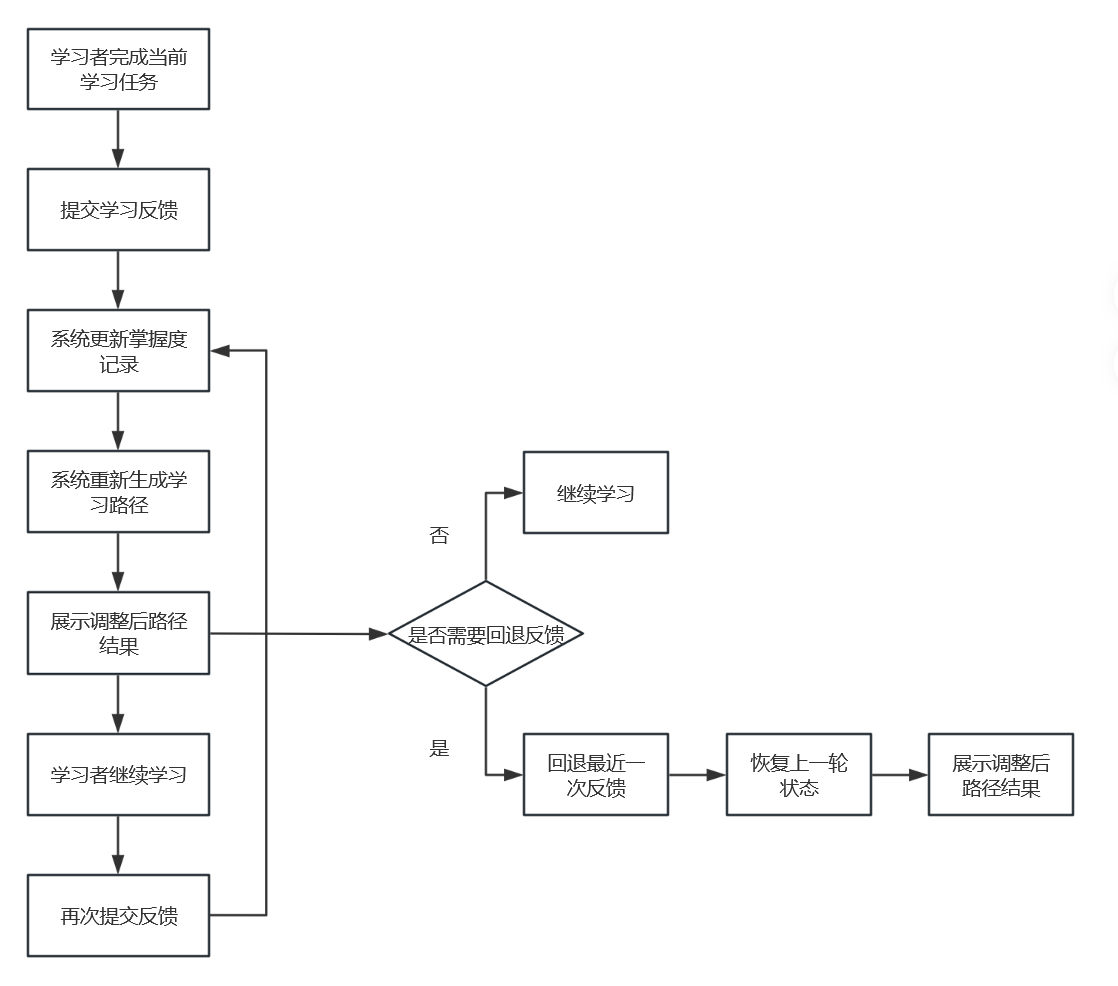 学习者完成当前
学习任务
提交学习反馈
系统更新掌握度
记录
系统重新生成学
习路径
展示调整后路径
结果
学习者继续学习
再次提交反馈
是否需要回退反馈
否
继续学习
是
回退最近一
次反馈
恢复上一轮
状态
展示调整后
路径结果